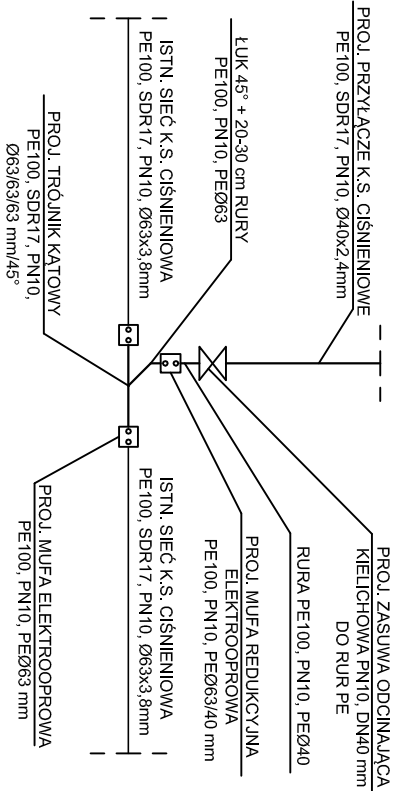 PROJ. PRZYŁĄCZE K.S. CIŚNIENIOWE
PE100, SDR17, PN10, Ø40x2,4mm
ŁUK 45° + 20-30 cm RURY
PE100, PN10, PEØ63
ISTN. SIEĆ K.S. CIŚNIENIOWA
PE100, SDR17, PN10, Ø63x3,8mm
PROJ. TRÓJNIK KĄTOWY
PE100, SDR17, PN10,
Ø63/63/63 mm/45°
PROJ. ZASUWA ODCINAJĄCA
KIELICHOWA PN10, DN40 mm
DO RUR PE
RURA PE100, PN10, PEØ40
PROJ. MUFA REDUKCYJNA
ELEKTROOPROWA
PE100, PN10, PEØ63/40 mm
ISTN. SIEĆ K.S. CIŚNIENIOWA
PE100, SDR17, PN10, Ø63x3,8mm
PROJ. MUFA ELEKTROOPROWA
PE100, PN10, PEØ63 mm